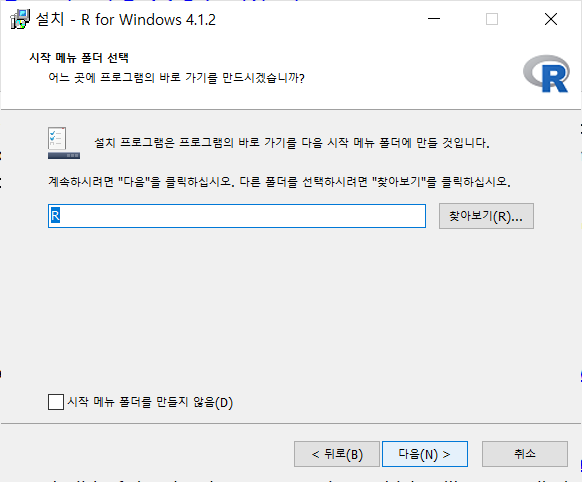 설치 - R for Windows 4.1.2
시작 메뉴 폴더 선택
어느 곳에 프로그램의 바로 가기를 만드시겠습니까?
R
설치 프로그램은 프로그램의 바로 가기를 다음 시작 메뉴 폴더에 만들 것입니다.
계속하시려면 "다음"을 클릭하십시오. 다른 폴더를 선택하시려면 "찾아보기"를 클릭하십시오.
R
찾아보기(R)...
시작 메뉴 폴더를 만들지 않음(D)
< 뒤로(B)
다음(N) >
취소